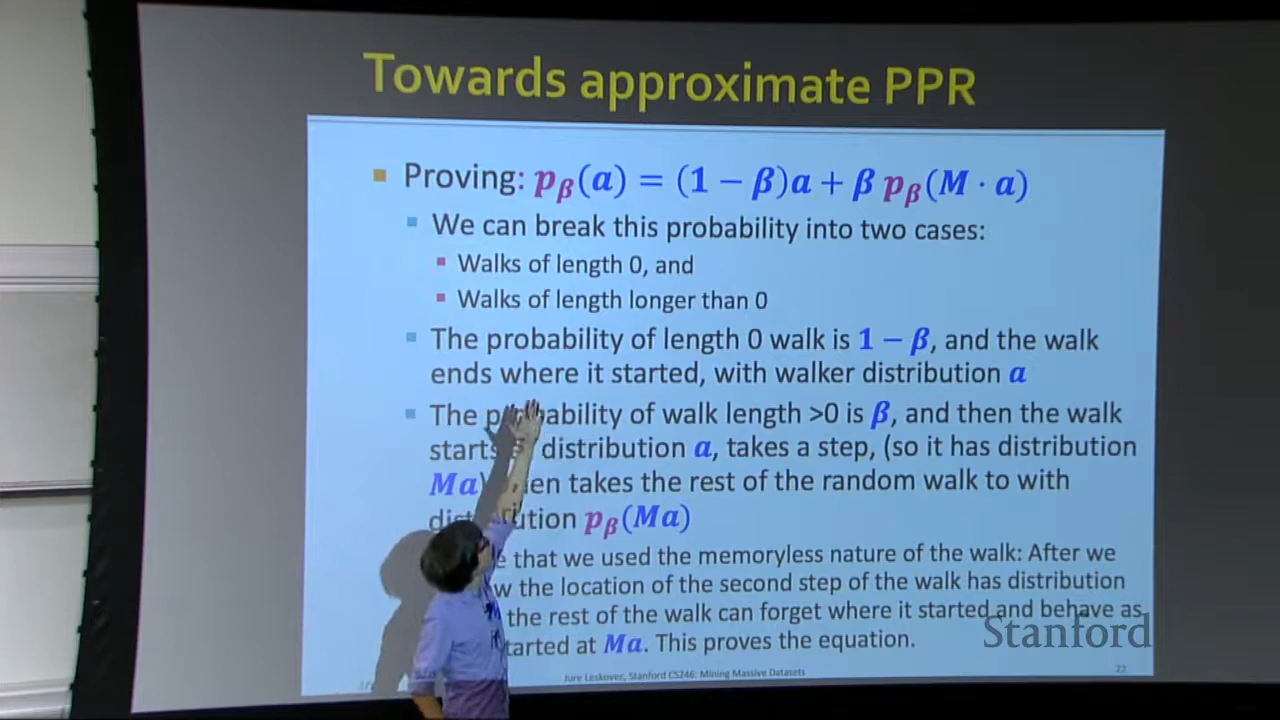 Towards approximate PPR
Proving: pβ(a) = (1 − β)a + β pβ(M · a)
We can break this probability into two cases:
Walks of length 0, and
Walks of length longer than 0
The probability of length 0 walk is 1 − β, and the walk
ends where it started, with walker distribution a
The probability of walk length >0 is β, and then the walk
starts distribution a, takes a step, (so it has distribution
Ma) takes the rest of the random walk to with
distribution pβ(Ma)
that we used the memoryless nature of the walk: After we
the location of the second step of the walk has distribution
the rest of the walk can forget where it started and behave as
started at Ma. This proves the equation.
Stanford
Jure Leskovec, Stanford CS246: Mining Massive Datasets
22